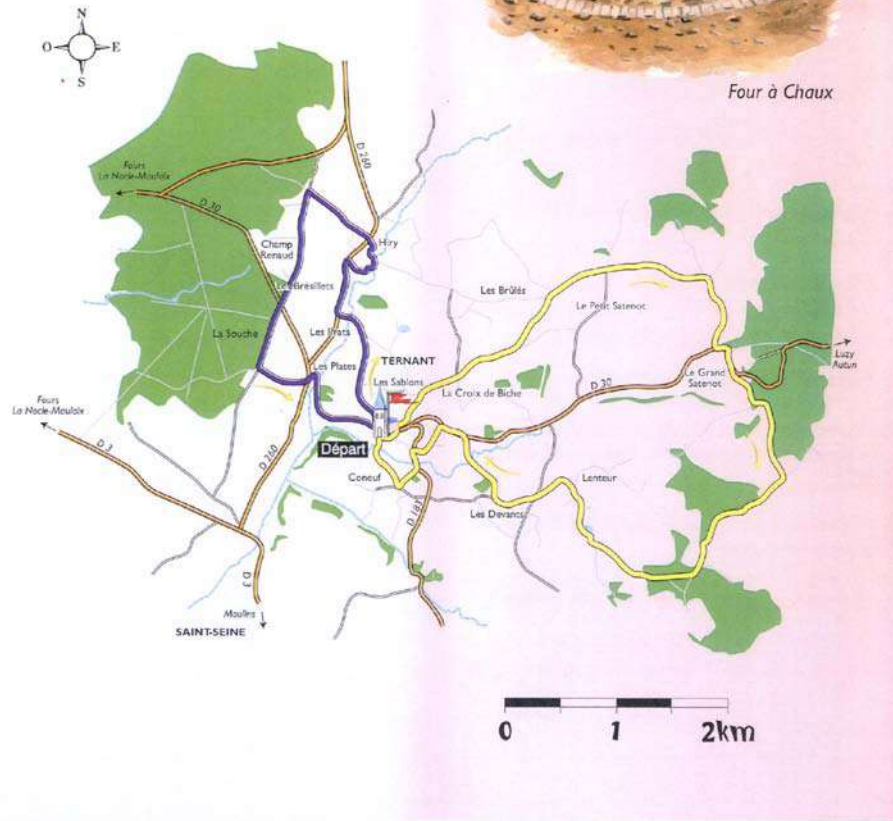 Four à Chaux
N
O
E
S
D 260
Fours
La Nocle-Maulaix
D 30
Champ
Renaud
Hiry
Les Brésillets
Les Brûlés
Le Petit Satenot
La Souche
Les Prats
TERNANT
Les Plates
Les Sablons
La Croix de Biche
D 30
Le Grand
Satenot
Luzy
Autun
Fours
La Nocle-Maulaix
D 3
Départ
D 260
Coneuf
Lenteur
D 181
Les Devants
D 3
Moulins
SAINT-SEINE
0
1
2km